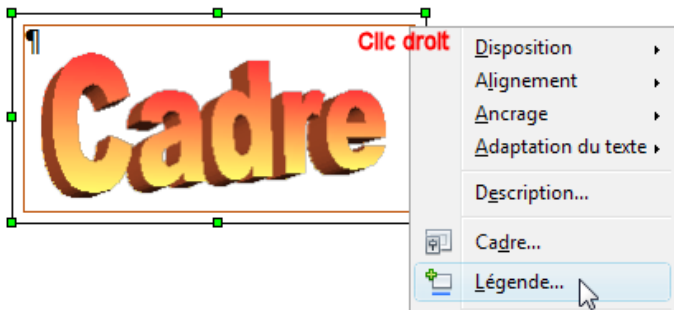 ¶
Cadre
Clic droit
Disposition
Alignement
Ancrage
Adaptation du texte
Description...
Cadre...
Légende...